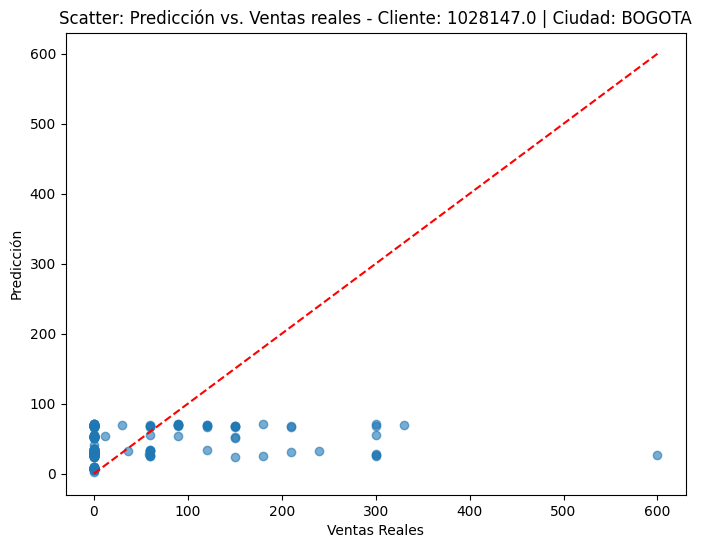 Scatter: Predicción vs. Ventas reales - Cliente: 1028147.0 | Ciudad: BOGOTA
600
500
400
300
200
100
0
Predicción
0 100 200 300 400 500 600
Ventas Reales